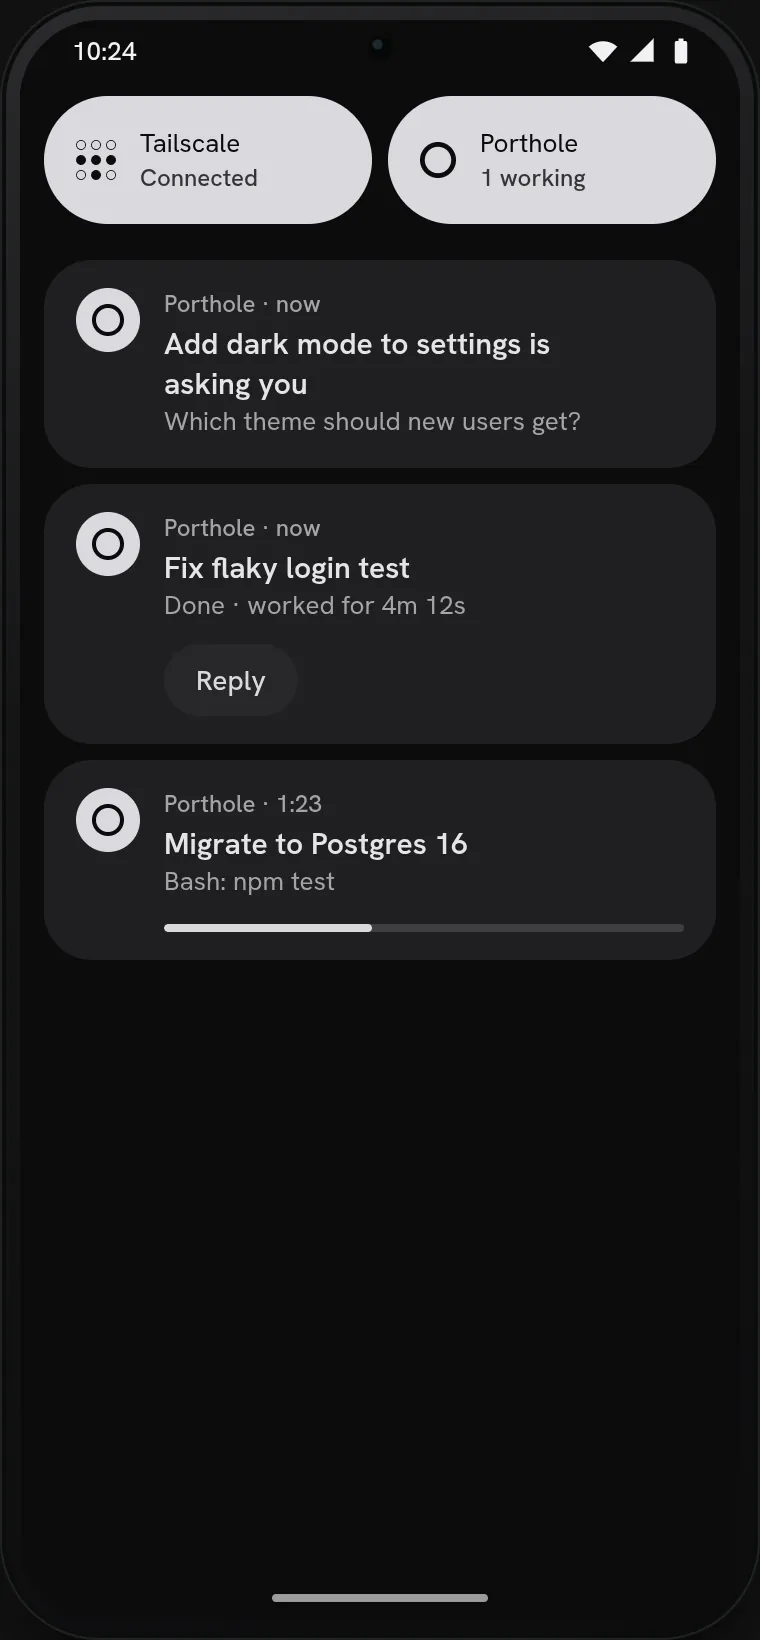 10:24
Tailscale
Connected
Porthole
1 working
Porthole · now
Add dark mode to settings is
asking you
Which theme should new users get?
Porthole · now
Fix flaky login test
Done · worked for 4m 12s
Reply
Porthole · 1:23
Migrate to Postgres 16
Bash: npm test